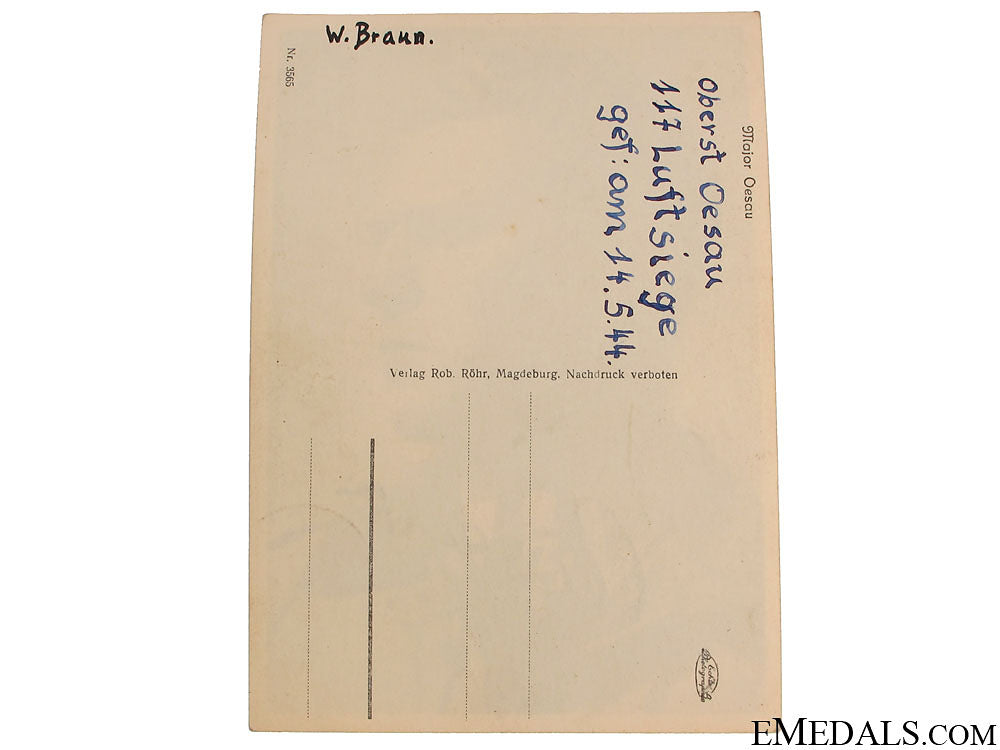 W. Braun.
Nr. 3565
Major Oesau
Oberst Oesau
117 Luftsiege
gef: am 14.5.44.
Verlag Rob. Röhr, Magdeburg. Nachdruck verboten
EMEDALS.COM